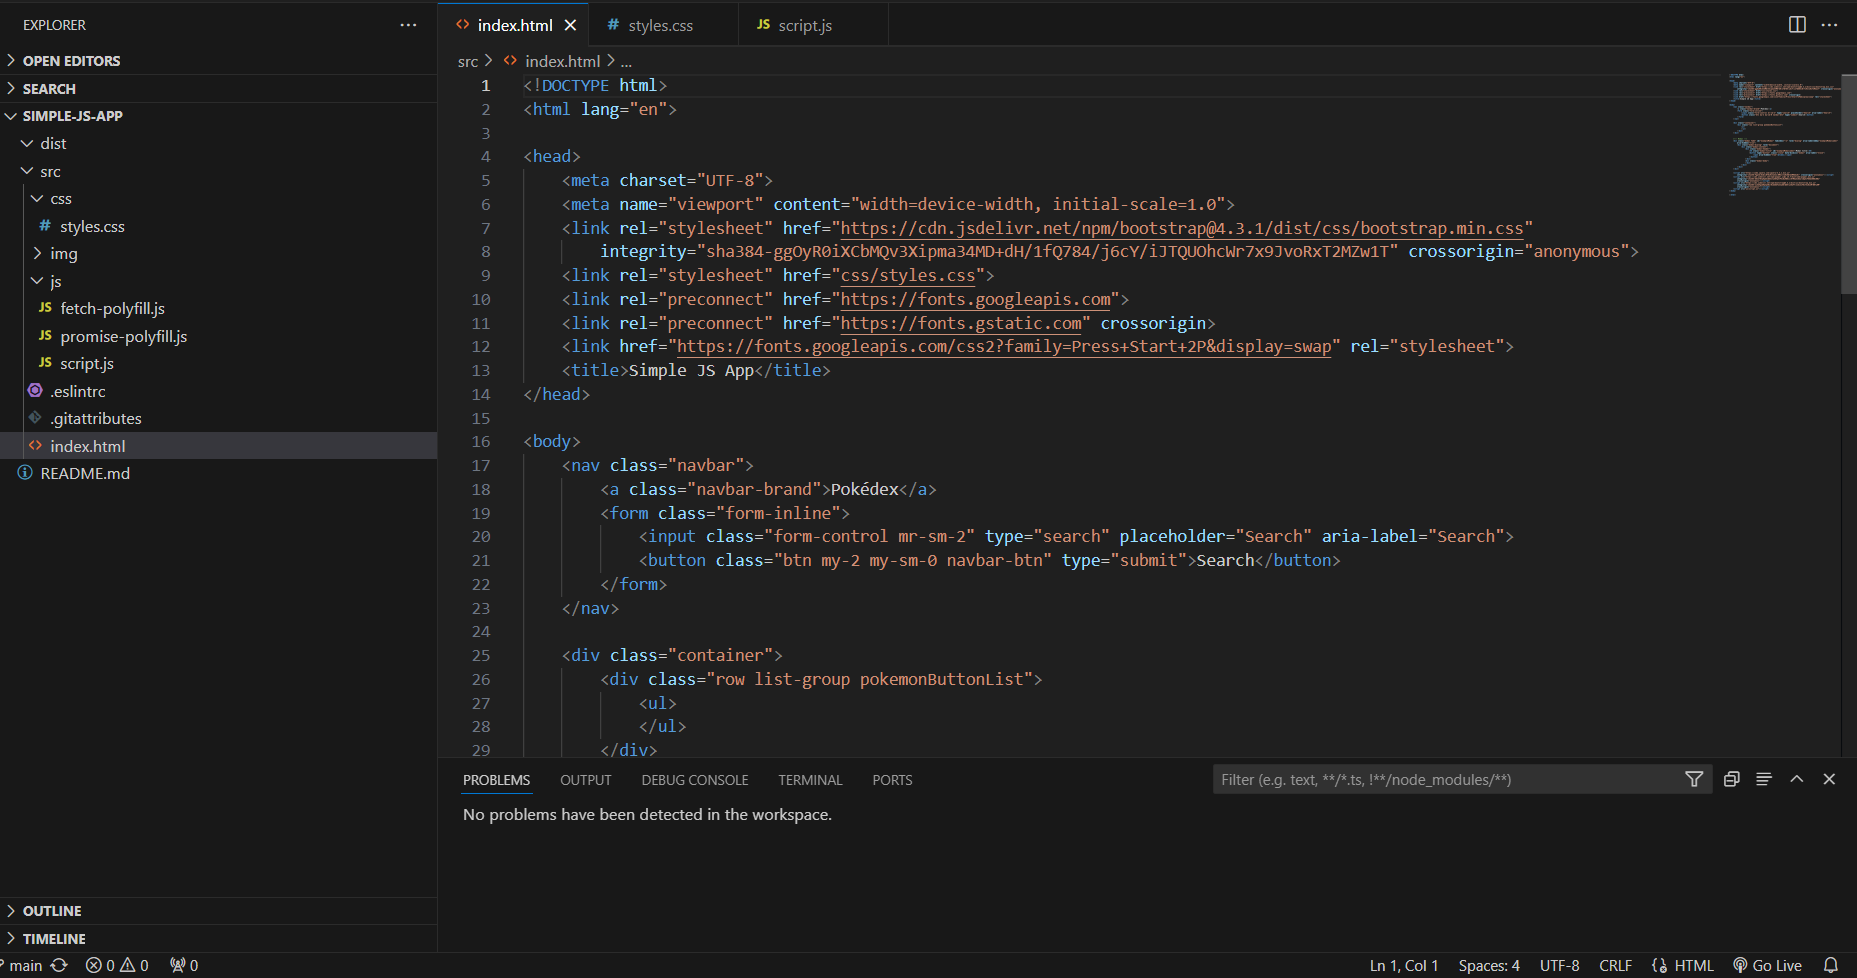 EXPLORER
OPEN EDITORS
SEARCH
SIMPLE-JS-APP
dist
src
css
# styles.css
img
js
JS fetch-polyfill.js
JS promise-polyfill.js
JS script.js
.eslintrc
.gitattributes
<> index.html
README.md
OUTLINE
TIMELINE
<> index.html
# styles.css
JS script.js
src > <> index.html > ...
1 <!DOCTYPE html>
2 <html lang="en">
3
4 <head>
5 <meta charset="UTF-8">
6 <meta name="viewport" content="width=device-width, initial-scale=1.0">
7 <link rel="stylesheet" href="https://cdn.jsdelivr.net/npm/bootstrap@4.3.1/dist/css/bootstrap.min.css"
8 integrity="sha384-ggOyR0iXCbMQv3Xipma34MD+dH/1fQ784/j6cY/iJTQUOhcWr7x9JvoRxT2MZw1T" crossorigin="anonymous">
9 <link rel="stylesheet" href="css/styles.css">
10 <link rel="preconnect" href="https://fonts.googleapis.com">
11 <link rel="preconnect" href="https://fonts.gstatic.com" crossorigin>
12 <link href="https://fonts.googleapis.com/css2?family=Press+Start+2P&display=swap" rel="stylesheet">
13 <title>Simple JS App</title>
14 </head>
15
16 <body>
17 <nav class="navbar">
18 <a class="navbar-brand">Pokédex</a>
19 <form class="form-inline">
20 <input class="form-control mr-sm-2" type="search" placeholder="Search" aria-label="Search">
21 <button class="btn my-2 my-sm-0 navbar-btn" type="submit">Search</button>
22 </form>
23 </nav>
24
25 <div class="container">
26 <div class="row list-group pokemonButtonList">
27 <ul>
28 </ul>
29 </div>
PROBLEMS OUTPUT DEBUG CONSOLE TERMINAL PORTS
Filter (e.g. text, **/*.ts, !**/node_modules/**)
No problems have been detected in the workspace.
main 0 0 0
Ln 1, Col 1 Spaces: 4 UTF-8 CRLF {} HTML Go Live